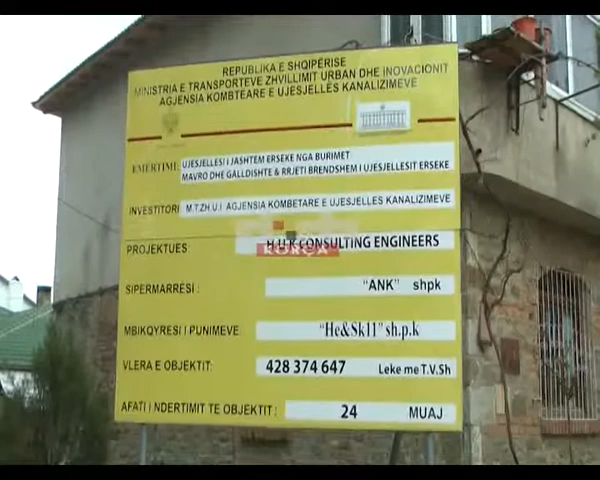 REPUBLIKA E SHQIPËRISE
MINISTRIA E TRANSPORTEVE ZHVILLIMIT URBAN DHE INOVACIONIT
AGJENSIA KOMBTEARE E UJESJELLËS KANALIZIMEVE
EMERTIMI: UJESJELLESI I JASHTEM ERSEKE NGA BURIMET
MAVRO DHE GALLDISHTE & RRJETI BRENDSHEM I UJESJELLESIT ERSEKE
INVESTITORI M.T.ZH.U.I AGJENSIA KOMBETARE E UJESJELLES KANALIZIMEVE
PROJEKTUES H.U.K CONSULTING ENGINEERS
KORÇA
SIPERMARRESI : "ANK" shpk
MBIKQYRESI I PUNIMEVE "He&Sk11" sh.p.k
VLERA E OBJEKTIT: 428 374 647 Leke me T.V.Sh
AFATI I NDERTIMIT TE OBJEKTIT : 24 MUAJ